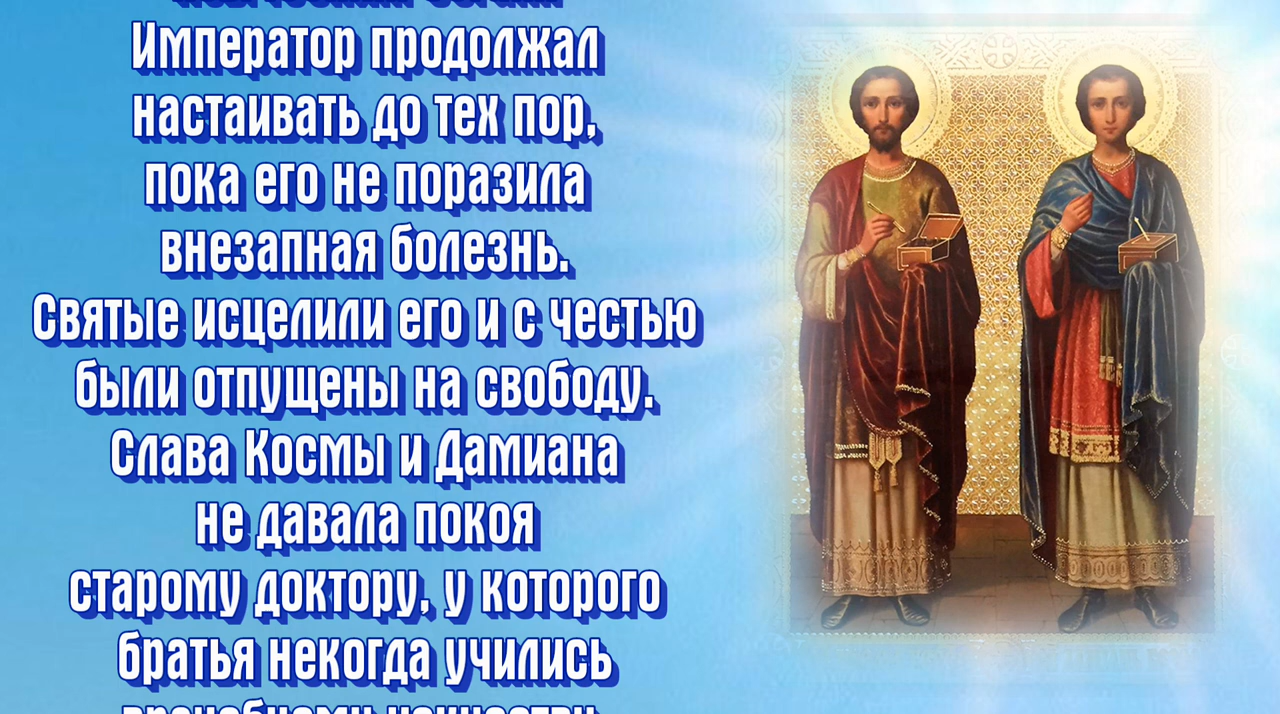 Император продолжал
настаивать до тех пор,
пока его не поразила
внезапная болезнь.
Святые исцелили его и с честью
были отпущены на свободу.
Слава Космы и Дамиана
не давала покоя
старому доктору, у которого
братья некогда учились